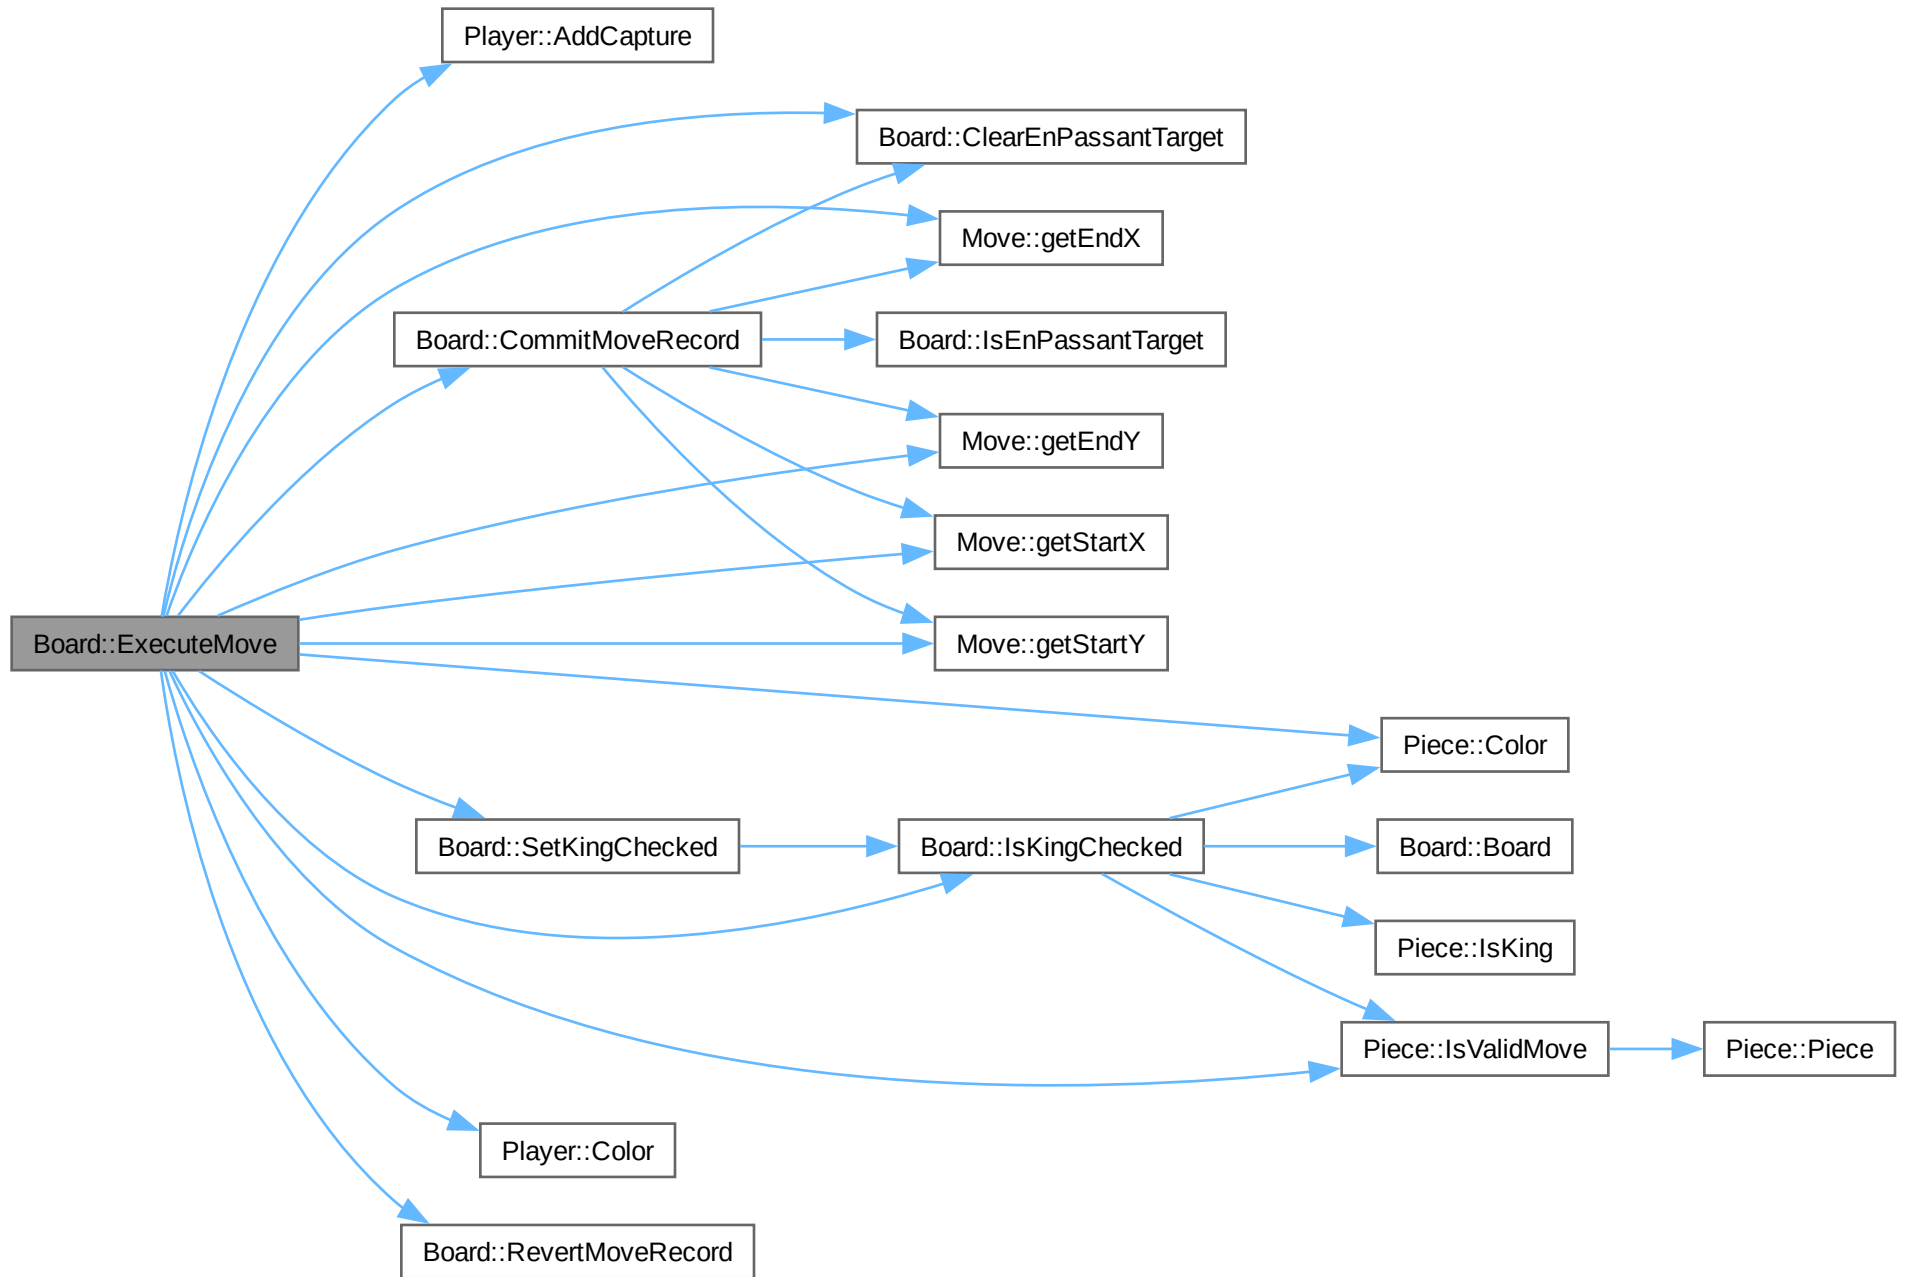 Player::AddCapture
Board::ClearEnPassantTarget
Move::getEndX
Board::CommitMoveRecord
Board::IsEnPassantTarget
Move::getEndY
Move::getStartX
Board::ExecuteMove
Move::getStartY
Piece::Color
Board::SetKingChecked
Board::IsKingChecked
Board::Board
Piece::IsKing
Piece::IsValidMove
Piece::Piece
Player::Color
Board::RevertMoveRecord